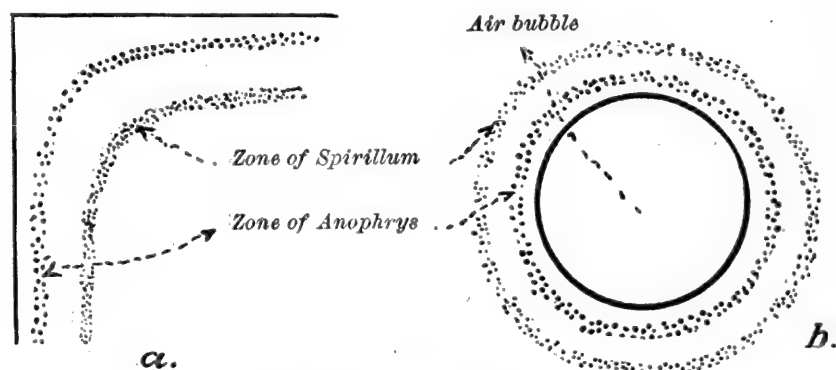 Air bubble
Zone of Spirillum
Zone of Anophrys
a.
b.